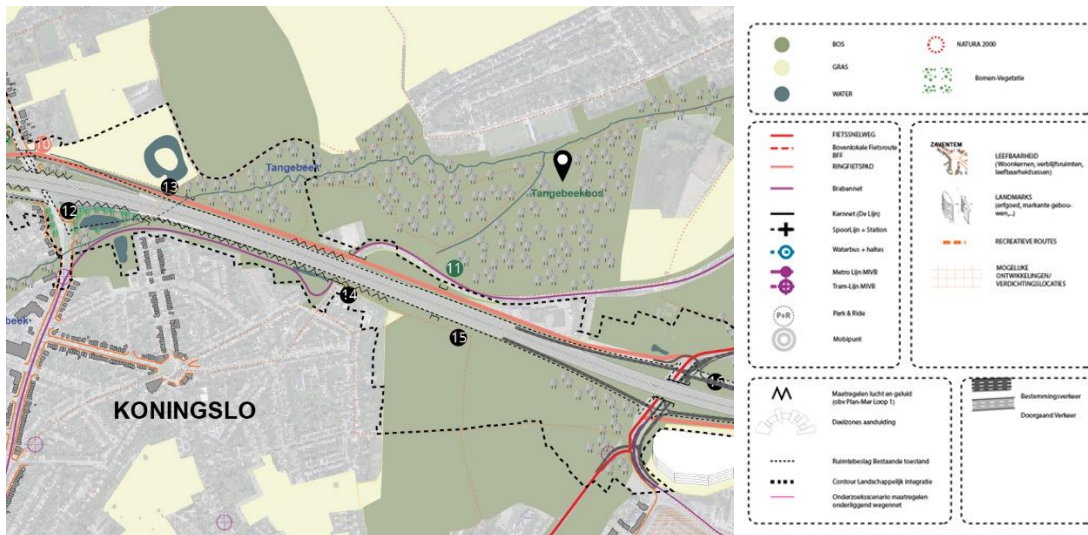 10
13
Tangebeek
Tangebeekbos
12
11
14
15
KONINGSLO
BOS
GRAS
WATER
NATURA 2000
Bomen-Vegetatie
FIETSSNELWEG
Bovenlokale Fietsroute
BFF
RINGFIETSPAD
Brabannet
Kernnet (De Lijn)
SpoorLijn + Station
Waterbus + haltes
Metro Lijn MIVB
Tram-Lijn MIVB
P+R
Park & Ride
Mobipunt
ZAVENTEM
LEEFBAARHEID
(Woonkernen, verblijfsruimten,
leefbaarheidsassen)
LANDMARKS
(erfgoed, markante gebou-
wen,..)
RECREATIEVE ROUTES
MOGELIJKE
ONTWIKKELINGEN/
VERDICHTINGSLOCATIES
Maatregelen lucht en geluid
(obv Plan-Mer Loop 1)
Deelzones aanduiding
Ruimtebeslag Bestaande toestand
Contour Landschappelijk integratie
Onderzoeksscenario maatregelen
onderliggend wegennet
Bestemmingsverkeer
Doorgaand Verkeer